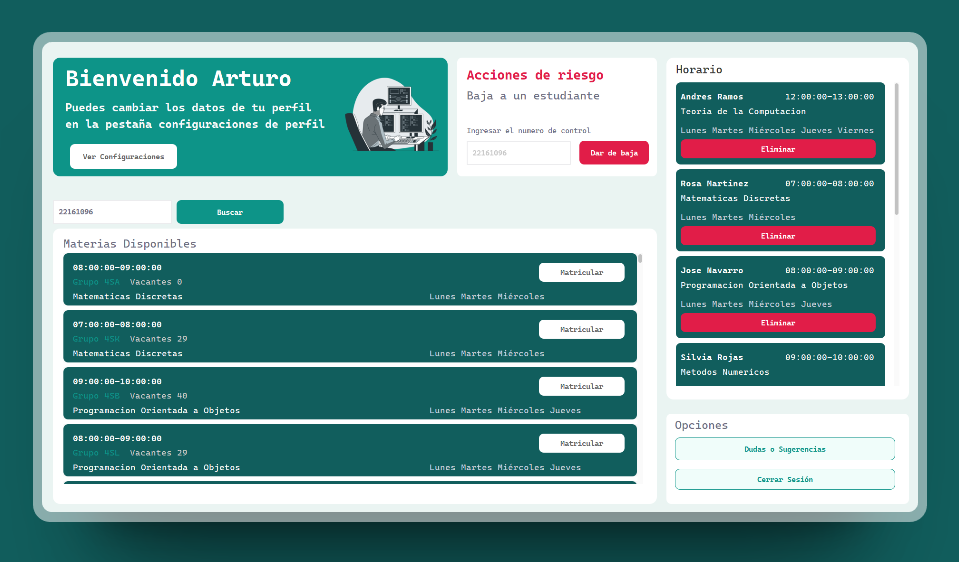 Bienvenido Arturo
Puedes cambiar los datos de tu perfil
en la pestaña configuraciones de perfil
Ver Configuraciones
Acciones de riesgo
Baja a un estudiante
Ingresar el numero de control
22161096
Dar de baja
22161096
Buscar
Materias Disponibles
08:00:00-09:00:00
Matricular
Grupo 4SA Vacantes 0
Matematicas Discretas Lunes Martes Miércoles
07:00:00-08:00:00
Matricular
Grupo 4SK Vacantes 29
Matematicas Discretas Lunes Martes Miércoles
09:00:00-10:00:00
Matricular
Grupo 4SB Vacantes 40
Programacion Orientada a Objetos Lunes Martes Miércoles Jueves
08:00:00-09:00:00
Matricular
Grupo 4SL Vacantes 29
Programacion Orientada a Objetos Lunes Martes Miércoles Jueves
Horario
Andres Ramos 12:00:00-13:00:00
Teoria de la Computacion
Lunes Martes Miércoles Jueves Viernes
Eliminar
Rosa Martinez 07:00:00-08:00:00
Matematicas Discretas
Lunes Martes Miércoles
Eliminar
Jose Navarro 08:00:00-09:00:00
Programacion Orientada a Objetos
Lunes Martes Miércoles Jueves
Eliminar
Silvia Rojas 09:00:00-10:00:00
Metodos Numericos
Opciones
Dudas o Sugerencias
Cerrar Sesión